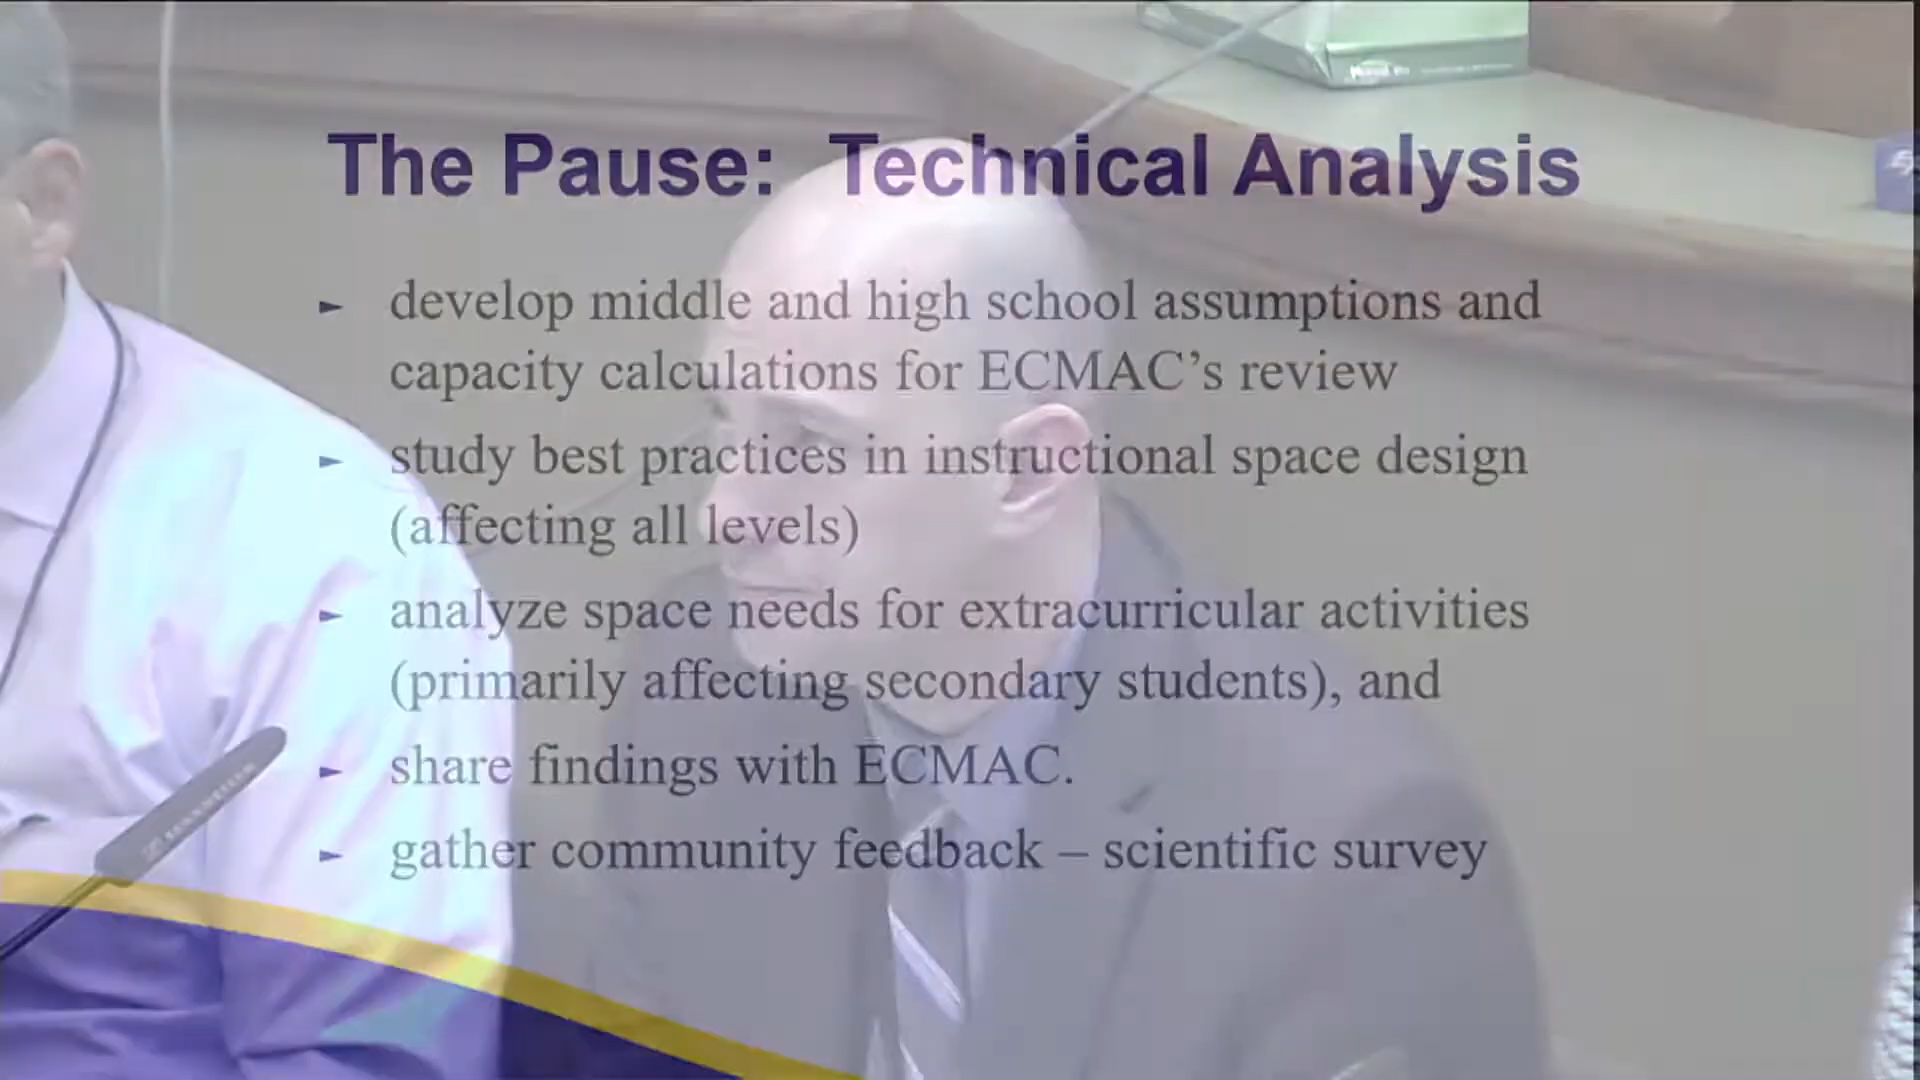 The Pause: Technical Analysis
► develop middle and high school assumptions and
capacity calculations for ECMAC’s review
► study best practices in instructional space design
(affecting all levels)
► analyze space needs for extracurricular activities
(primarily affecting secondary students), and
► share findings with ECMAC.
► gather community feedback – scientific survey